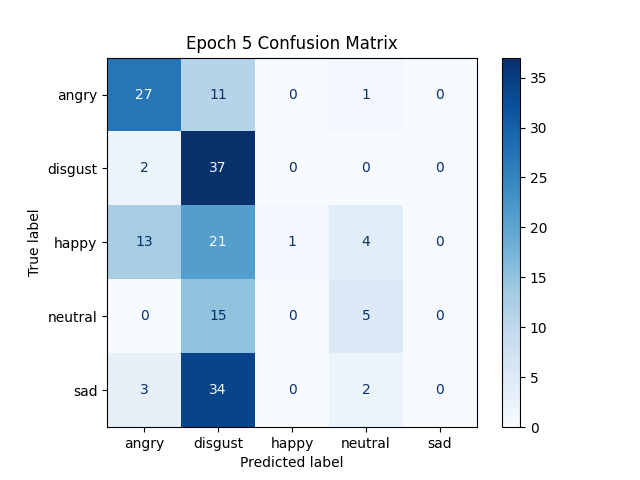 Epoch 5 Confusion Matrix
angry 27 11 0 1 0
disgust 2 37 0 0 0
happy 13 21 1 4 0
neutral 0 15 0 5 0
sad 3 34 0 2 0
angry disgust happy neutral sad
Predicted label
True label
35
30
25
20
15
10
5
0